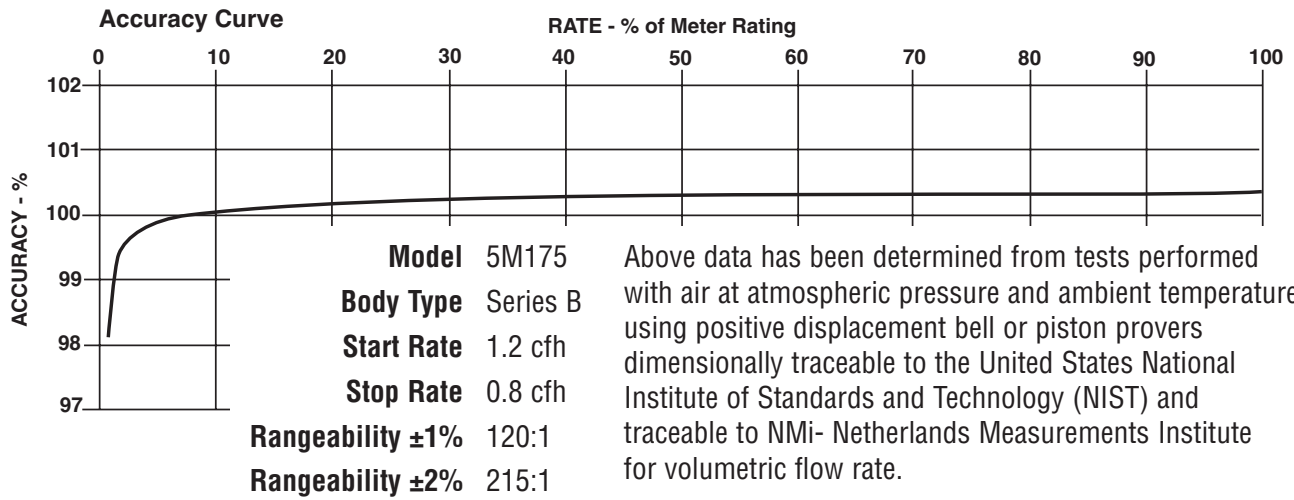 Accuracy Curve
RATE - % of Meter Rating
0 10 20 30 40 50 60 70 80 90 100
102
101
100
99
98
97
ACCURACY - %
Model 5M175
Body Type Series B
Start Rate 1.2 cfh
Stop Rate 0.8 cfh
Rangeability ±1% 120:1
Rangeability ±2% 215:1
Above data has been determined from tests performed
with air at atmospheric pressure and ambient temperature
using positive displacement bell or piston provers
dimensionally traceable to the United States National
Institute of Standards and Technology (NIST) and
traceable to NMi- Netherlands Measurements Institute
for volumetric flow rate.